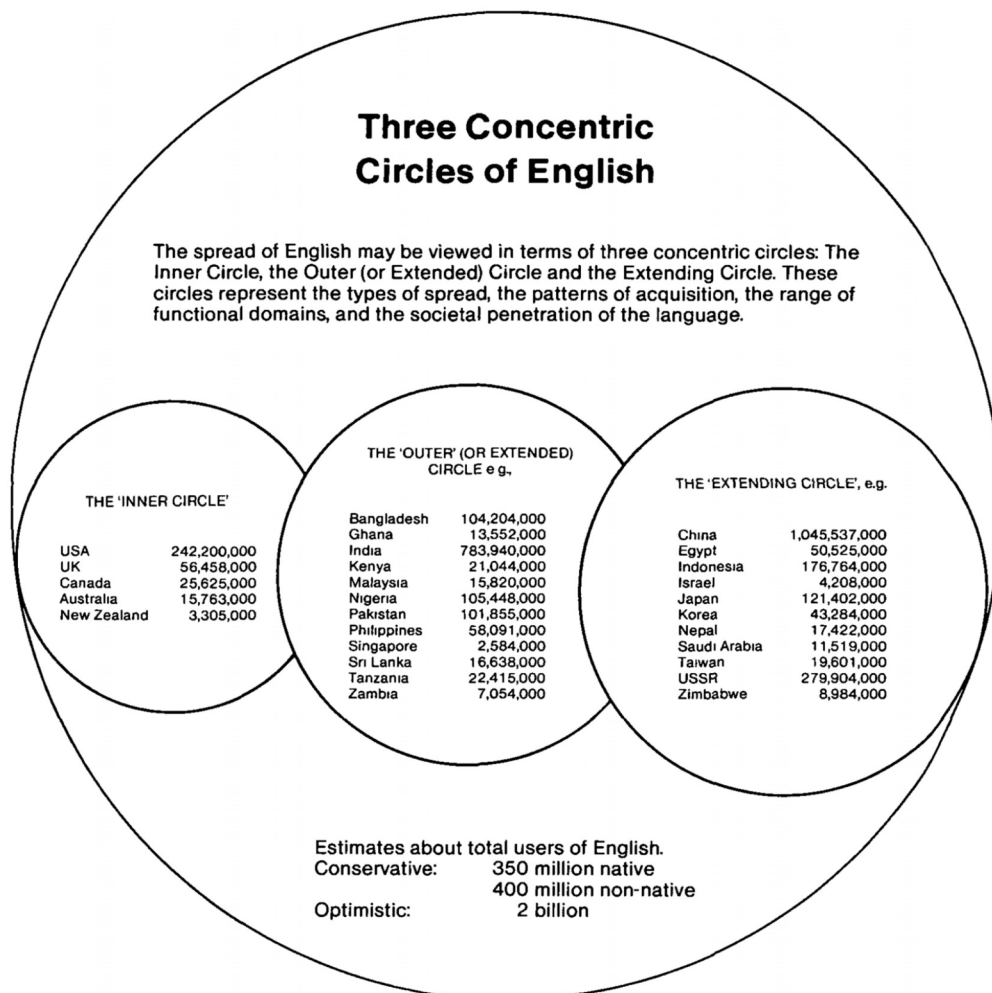 Three Concentric
Circles of English
The spread of English may be viewed in terms of three concentric circles: The
Inner Circle, the Outer (or Extended) Circle and the Extending Circle. These
circles represent the types of spread, the patterns of acquisition, the range of
functional domains, and the societal penetration of the language.
THE 'INNER CIRCLE'
USA 242,200,000
UK 56,458,000
Canada 25,625,000
Australia 15,763,000
New Zealand 3,305,000
THE 'OUTER' (OR EXTENDED)
CIRCLE e g.,
Bangladesh 104,204,000
Ghana 13,552,000
India 783,940,000
Kenya 21,044,000
Malaysia 15,820,000
Nigeria 105,448,000
Pakistan 101,855,000
Philippines 58,091,000
Singapore 2,584,000
Sri Lanka 16,638,000
Tanzania 22,415,000
Zambia 7,054,000
THE 'EXTENDING CIRCLE', e.g.
China 1,045,537,000
Egypt 50,525,000
Indonesia 176,764,000
Israel 4,208,000
Japan 121,402,000
Korea 43,284,000
Nepal 17,422,000
Saudi Arabia 11,519,000
Taiwan 19,601,000
USSR 279,904,000
Zimbabwe 8,984,000
Estimates about total users of English.
Conservative: 350 million native
400 million non-native
Optimistic: 2 billion